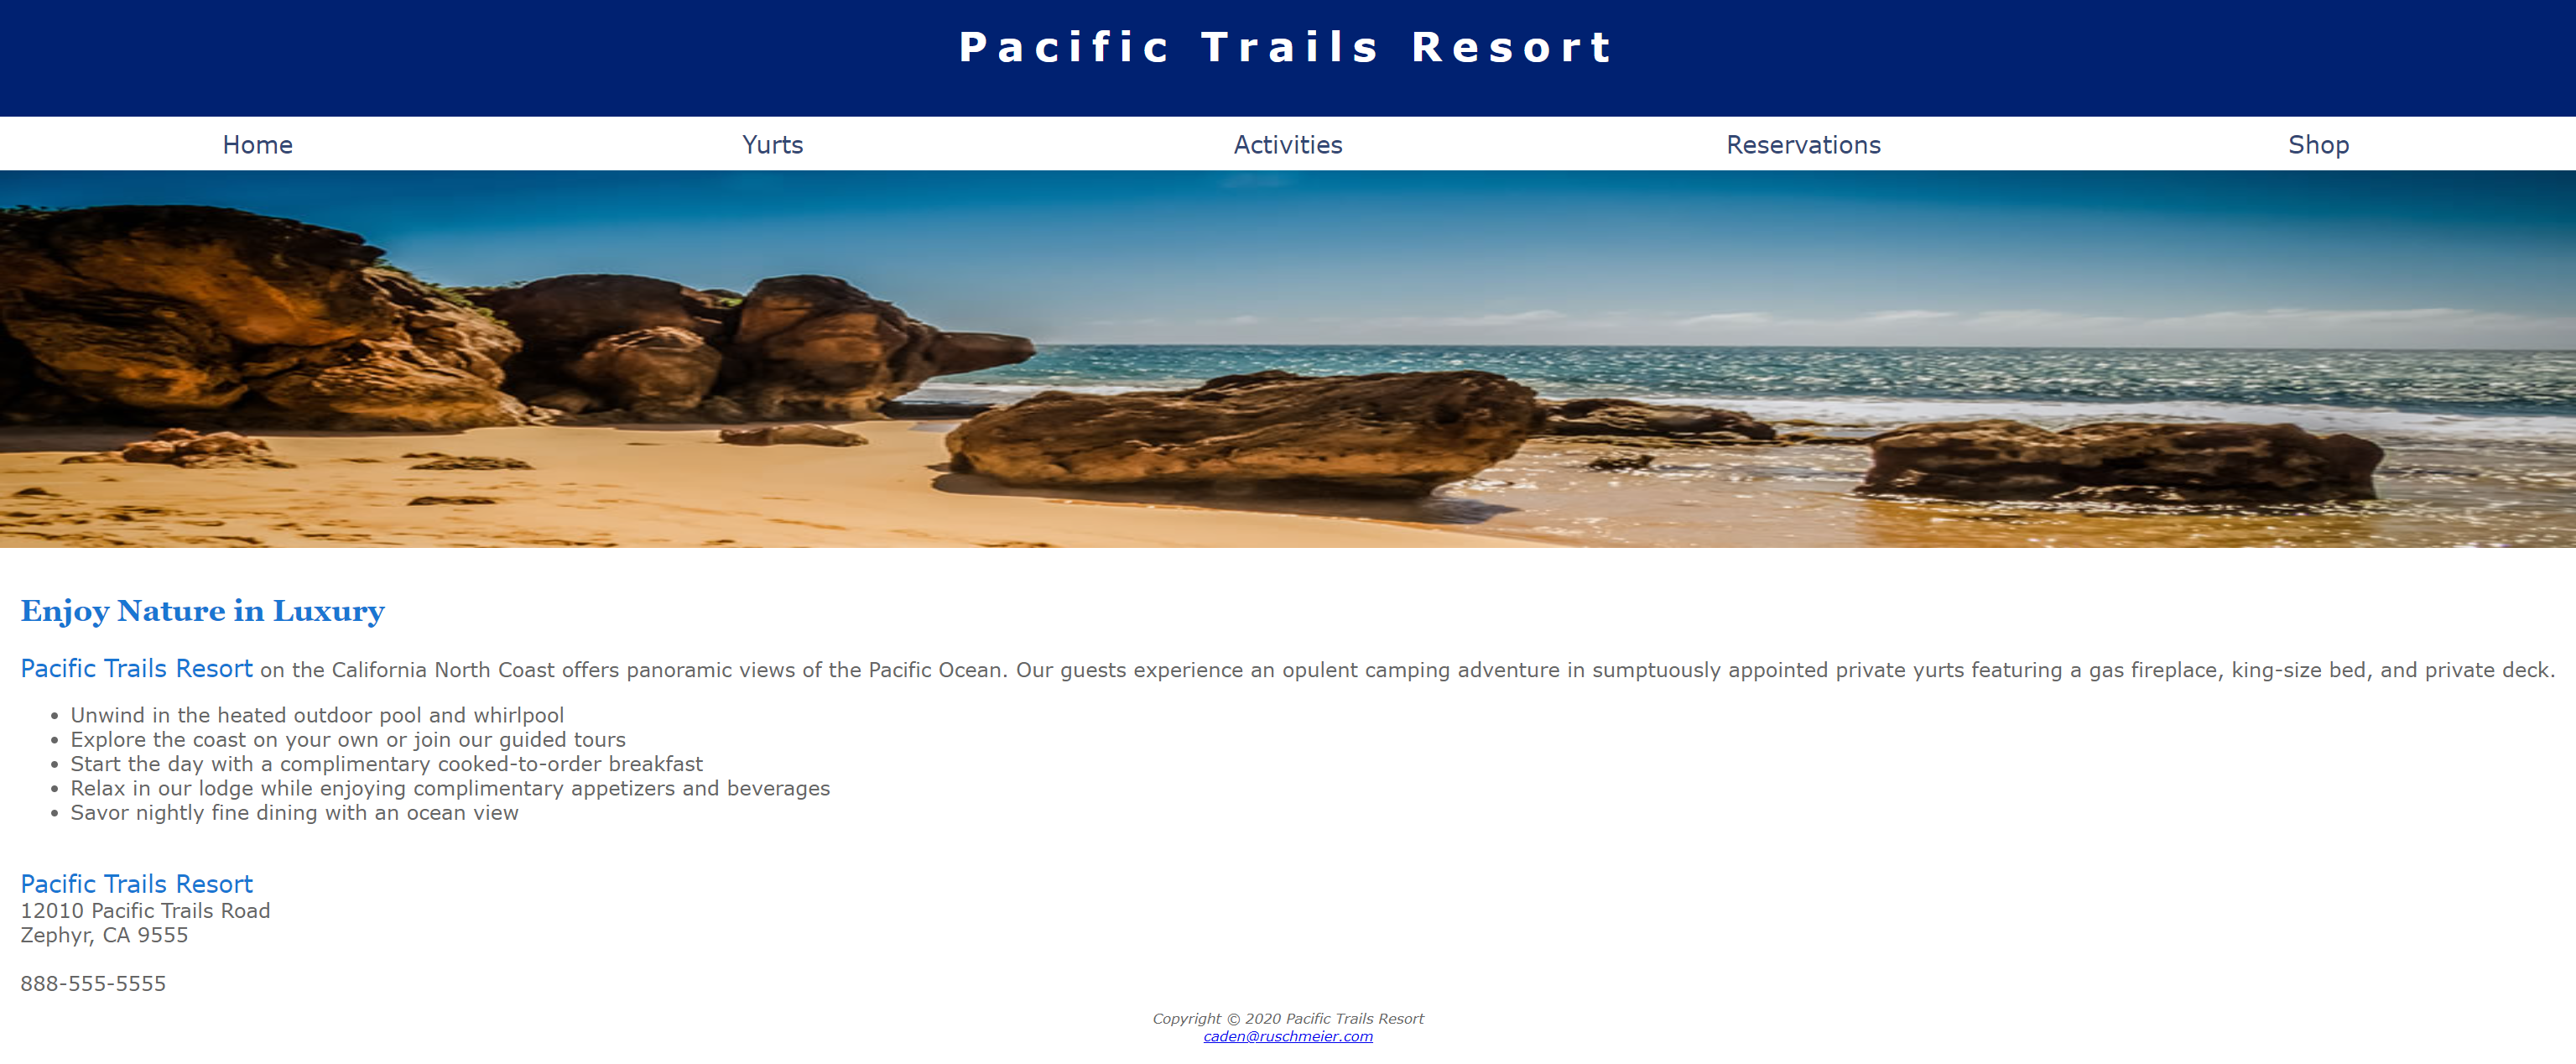 Pacific Trails Resort
Home Yurts Activities Reservations Shop
Enjoy Nature in Luxury
Pacific Trails Resort on the California North Coast offers panoramic views of the Pacific Ocean. Our guests experience an opulent camping adventure in sumptuously appointed private yurts featuring a gas fireplace, king-size bed, and private deck.
• Unwind in the heated outdoor pool and whirlpool
• Explore the coast on your own or join our guided tours
• Start the day with a complimentary cooked-to-order breakfast
• Relax in our lodge while enjoying complimentary appetizers and beverages
• Savor nightly fine dining with an ocean view
Pacific Trails Resort
12010 Pacific Trails Road
Zephyr, CA 9555
888-555-5555
Copyright © 2020 Pacific Trails Resort
caden@ruschmeier.com